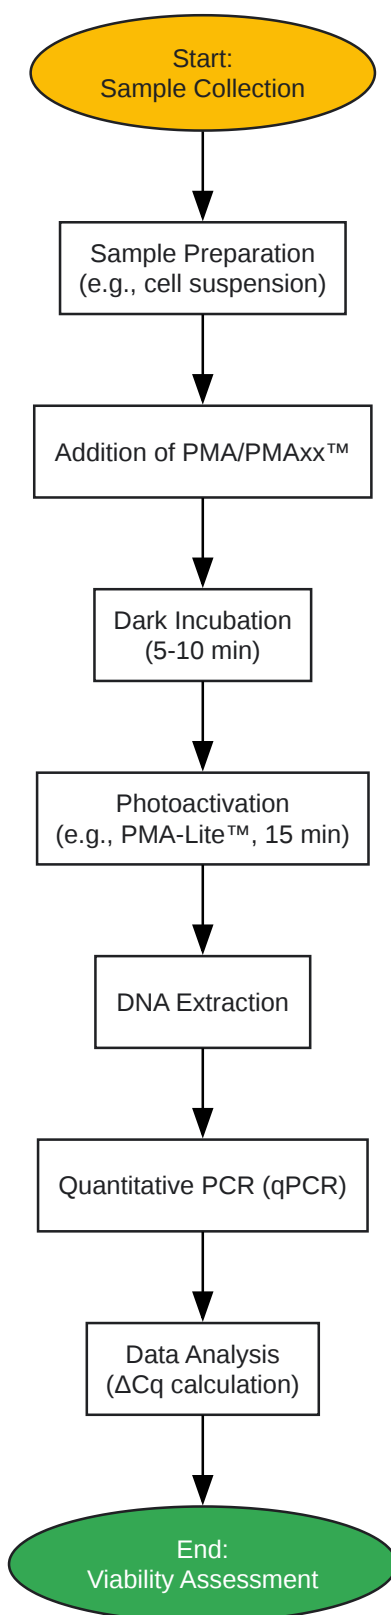 Start:
Sample Collection
Sample Preparation
(e.g., cell suspension)
Addition of PMA/PMAxx™
Dark Incubation
(5-10 min)
Photoactivation
(e.g., PMA-Lite™, 15 min)
DNA Extraction
Quantitative PCR (qPCR)
Data Analysis
(ΔCq calculation)
End:
Viability Assessment